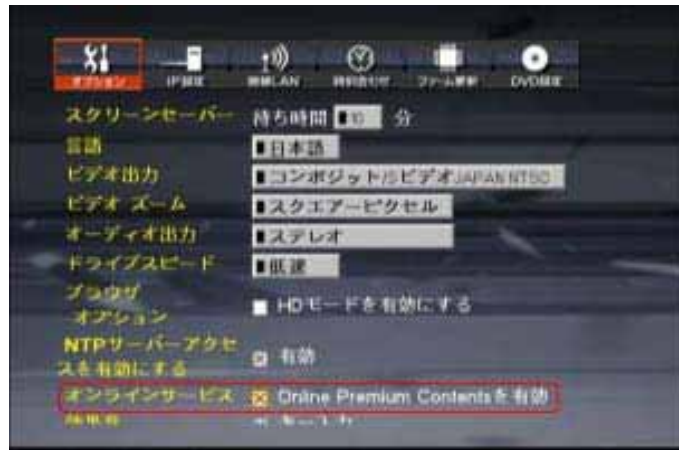 オプション IP設定 無線LAN 時刻合わせ ファーム更新 DVD設定
スクリーンセーバー 待ち時間 10 分
言語 日本語
ビデオ出力 コンポジット/Sビデオ JAPAN NTSC
ビデオ ズーム スクエアーピクセル
オーディオ出力 ステレオ
ドライブスピード 低速
ブラウザ
オプション HDモードを有効にする
NTPサーバーアクセ
スを有効にする 有効
オンラインサービス Online Premium Contentsを有効